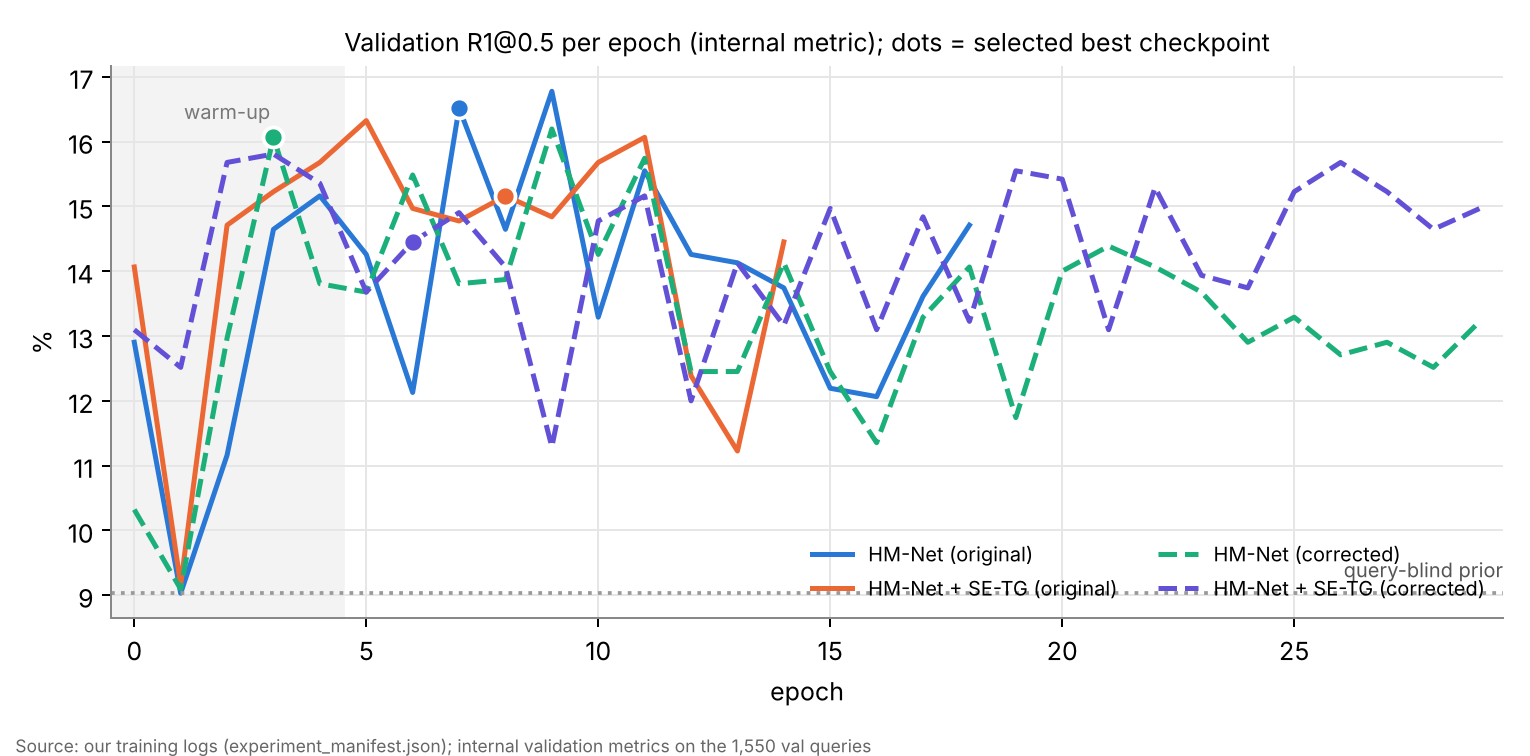 Validation R1@0.5 per epoch (internal metric); dots = selected best checkpoint
17
warm-up
16
15
14
13
%
12
11
10
HM-Net (original)
HM-Net (corrected)
query-blind prior
HM-Net + SE-TG (original)
HM-Net + SE-TG (corrected)
9
0 5 10 15 20 25
epoch
Source: our training logs (experiment_manifest.json); internal validation metrics on the 1,550 val queries